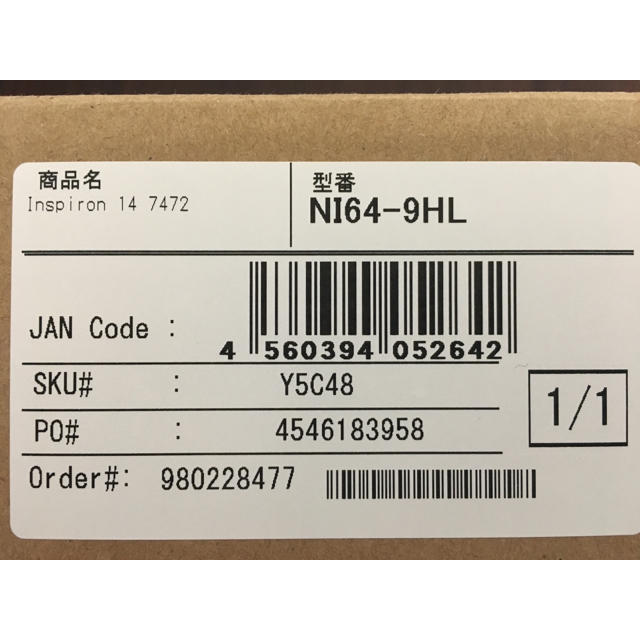 商品名
Inspiron 14 7472
型番
NI64-9HL
JAN Code :
4 560394 052642
SKU# : Y5C48
PO# : 4546183958
1/1
Order#: 980228477